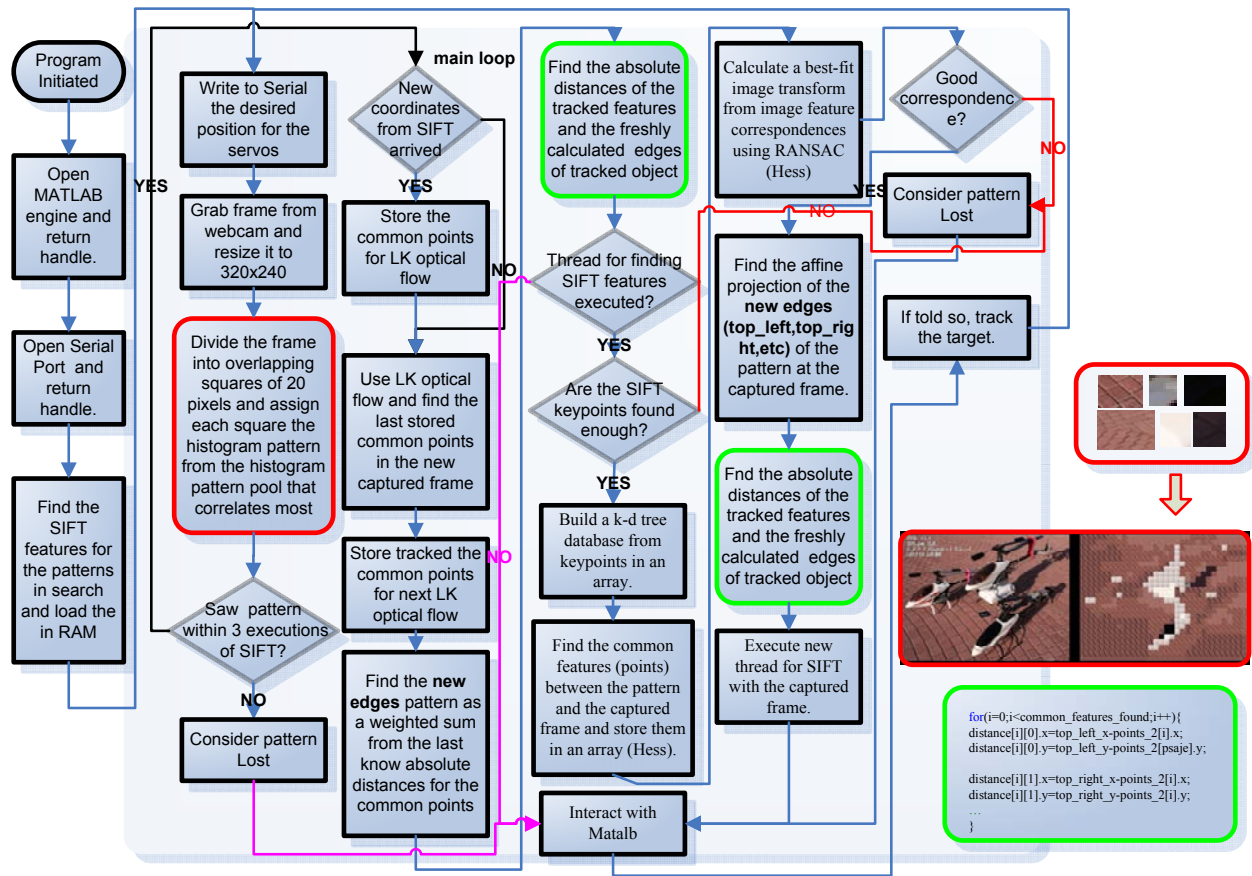 Program
Initiated
Open
MATLAB
engine and
return
handle.
Open Serial
Port and
return
handle.
Find the
SIFT
features for
the patterns
in search
and load the
in RAM
Write to Serial
the desired
position for the
servos
Grab frame from
webcam and
resize it to
320x240
Divide the frame
into overlapping
squares of 20
pixels and assign
each square the
histogram pattern
from the histogram
pattern pool that
correlates most
Saw pattern
within 3 executions
of SIFT?
YES
NO
Consider pattern
Lost
main loop
New
coordinates
from SIFT
arrived
YES
NO
Store the
common points
for LK optical
flow
Use LK optical
flow and find the
last stored
common points
in the new
captured frame
Store tracked the
common points
for next LK
optical flow
Find the new
edges pattern as
a weighted sum
from the last
know absolute
distances for the
common points
Find the absolute
distances of the
tracked features
and the freshly
calculated edges
of tracked object
Thread for finding
SIFT features
executed?
NO
YES
Are the SIFT
keypoints found
enough?
NO
YES
Build a k-d tree
database from
keypoints in an
array.
Find the common
features (points)
between the pattern
and the captured
frame and store them
in an array (Hess).
Interact with
Matalb
Calculate a best-fit
image transform
from image feature
correspondences
using RANSAC
(Hess)
Good
correspondenc
e?
NO
YES
Consider pattern
Lost
Find the affine
projection of the
new edges
(top_left,top_rig
ht,etc) of the
pattern at the
captured frame.
Fnd the absolute
distances of the
tracked features
and the freshly
calculated edges
of tracked object
Execute new
thread for SIFT
with the captured
frame.
If told so, track
the target.
for(i=0;i<common_features_found;i++){
distance[i][0].x=top_left_x-points_2[i].x;
distance[i][0].y=top_left_y-points_2[psaje].y;
distance[i][1].x=top_right_x-points_2[i].x;
distance[i][1].y=top_right_y-points_2[i].y;
…
}